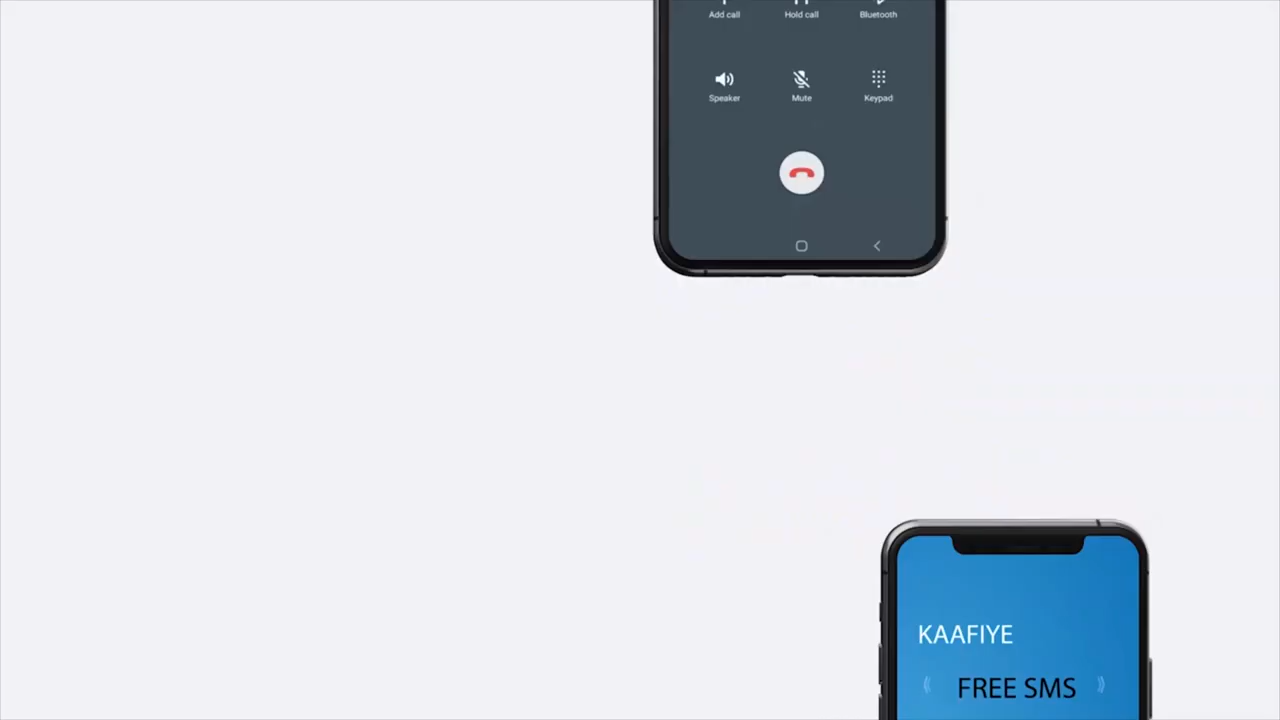 Add call Hold call Bluetooth
Speaker Mute Keypad
KAAFIYE
FREE SMS